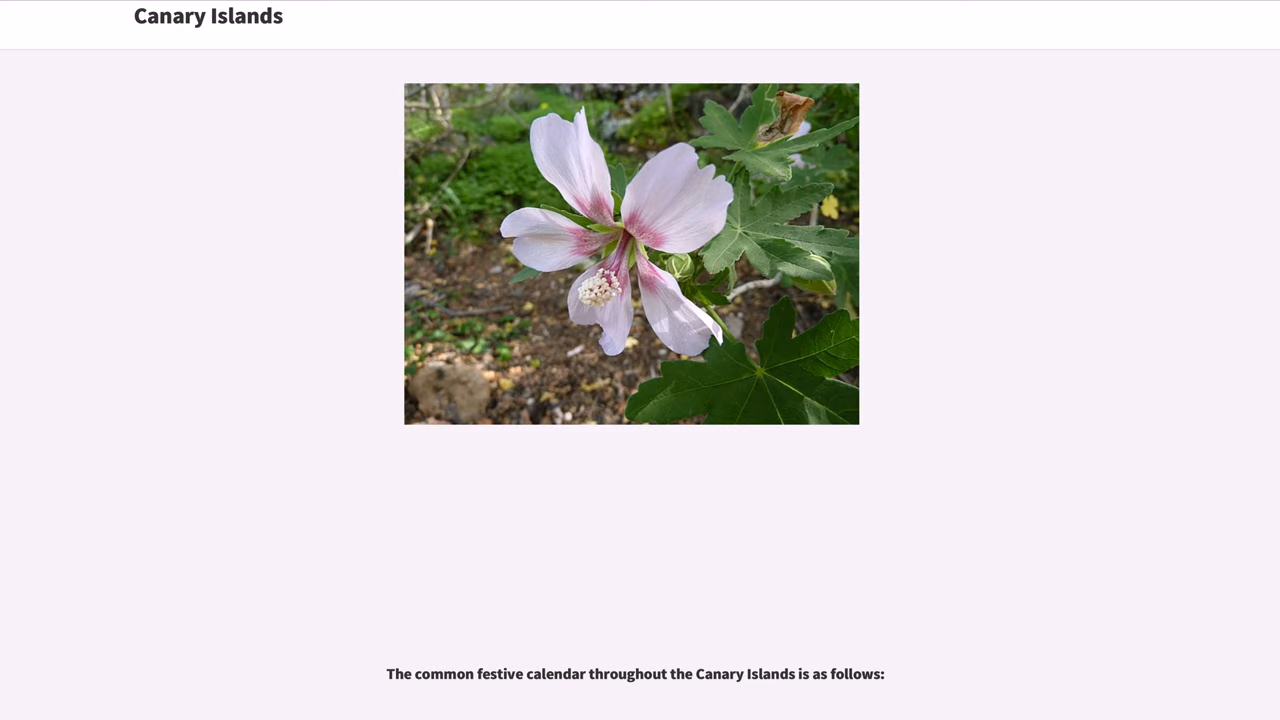 Canary Islands
The common festive calendar throughout the Canary Islands is as follows: